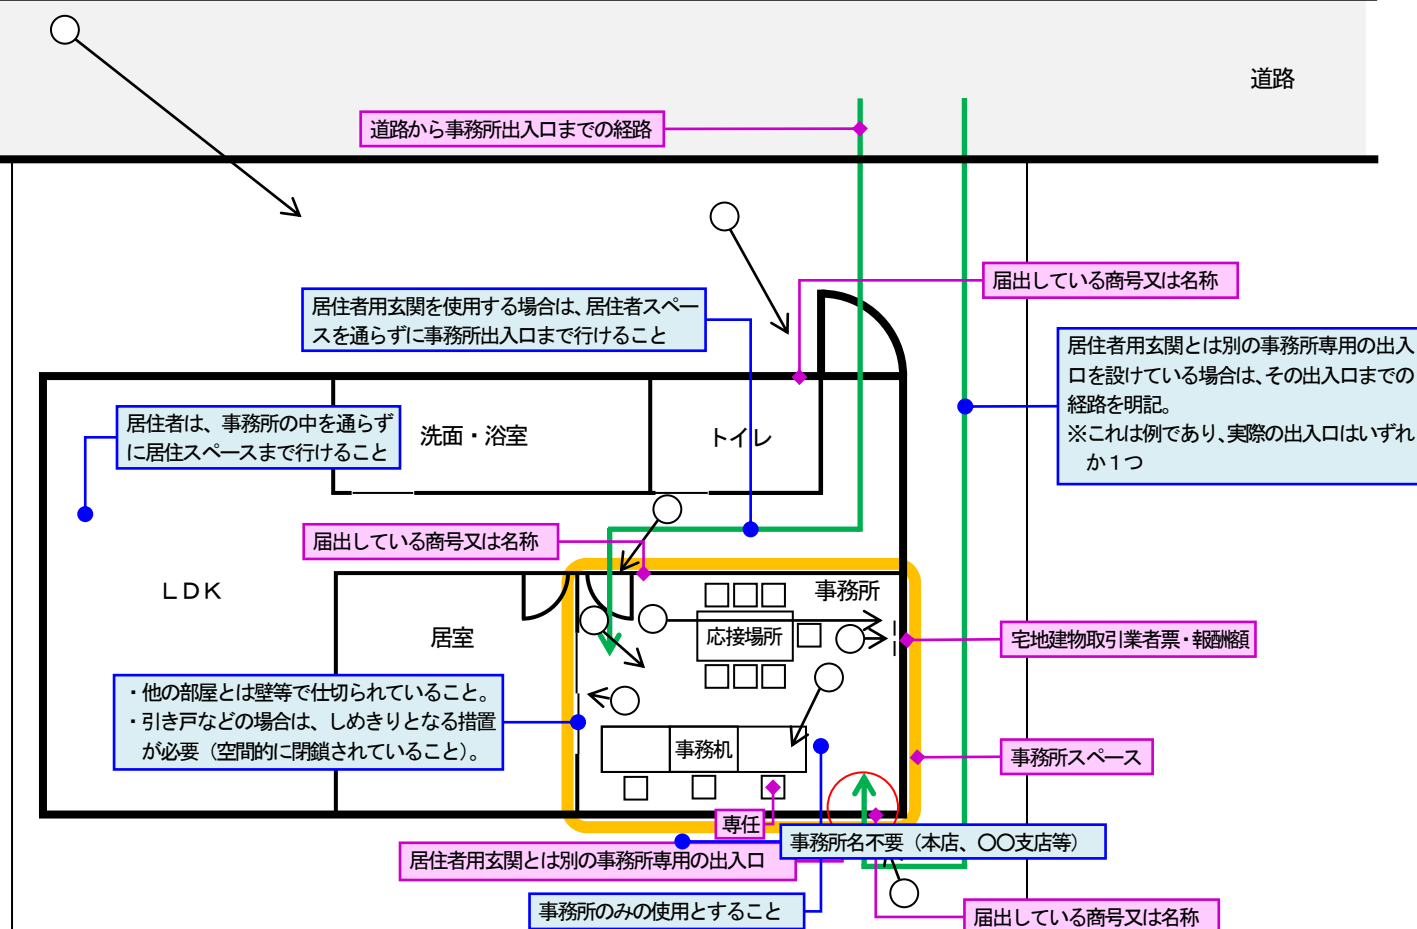 道路
道路から事務所出入口までの経路
届出している商号又は名称
居住者用玄関を使用する場合は、居住者スペー
スを通らずに事務所出入口まで行けること
居住者用玄関とは別の事務所専用の出入
口を設けている場合は、その出入口までの
経路を明記。
※これは例であり、実際の出入口はいずれ
か１つ
居住者は、事務所の中を通らず
に居住スペースまで行けること
洗面・浴室
トイレ
届出している商号又は名称
ＬＤＫ
居室
事務所
応接場所
宅地建物取引業者票・報酬額
・他の部屋とは壁等で仕切られていること。
・引き戸などの場合は、しめきりとなる措置
が必要（空間的に閉鎖されていること）。
事務机
事務所スペース
専任
事務所名不要（本店、〇〇支店等）
居住者用玄関とは別の事務所専用の出入口
事務所のみの使用とすること
届出している商号又は名称